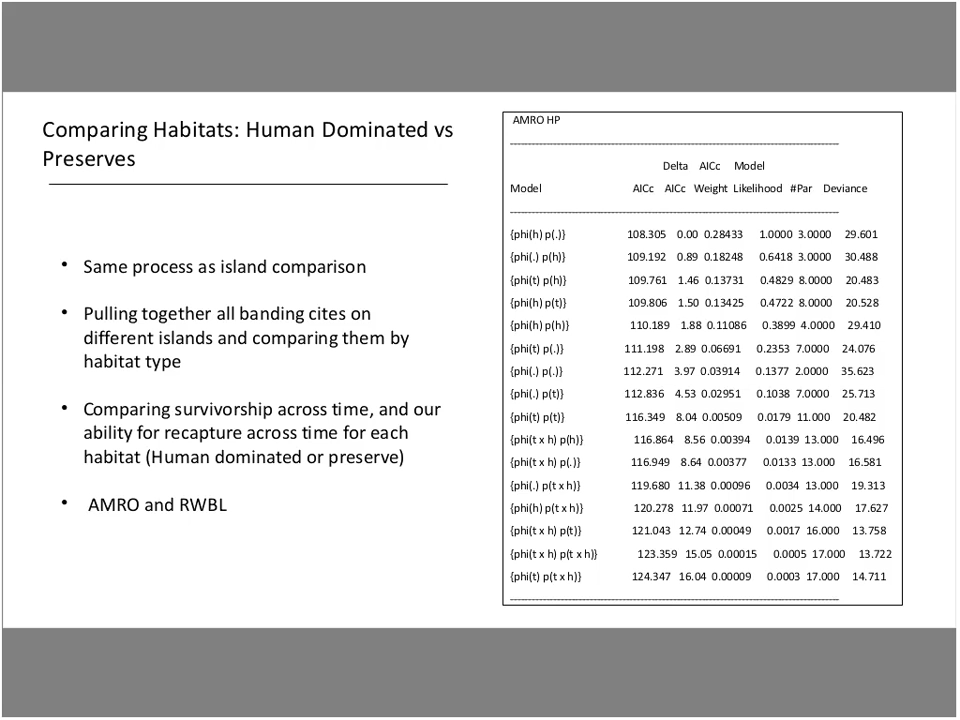 Comparing Habitats: Human Dominated vs
Preserves
• Same process as island comparison
• Pulling together all banding cites on
different islands and comparing them by
habitat type
• Comparing survivorship across time, and our
ability for recapture across time for each
habitat (Human dominated or preserve)
• AMRO and RWBL
AMRO HP
Delta AICc Model
Model AICc AICc Weight Likelihood #Par Deviance
{phi(h) p(.)} 108.305 0.00 0.28433 1.0000 3.0000 29.601
{phi(.) p(h)} 109.192 0.89 0.18248 0.6418 3.0000 30.488
{phi(t) p(h)} 109.761 1.46 0.13731 0.4829 8.0000 20.483
{phi(h) p(t)} 109.806 1.50 0.13425 0.4722 8.0000 20.528
{phi(h) p(h)} 110.189 1.88 0.11086 0.3899 4.0000 29.410
{phi(t) p(.)} 111.198 2.89 0.06691 0.2353 7.0000 24.076
{phi(.) p(.)} 112.271 3.97 0.03914 0.1377 2.0000 35.623
{phi(.) p(t)} 112.836 4.53 0.02951 0.1038 7.0000 25.713
{phi(t) p(t)} 116.349 8.04 0.00509 0.0179 11.000 20.482
{phi(t x h) p(h)} 116.864 8.56 0.00394 0.0139 13.000 16.496
{phi(t x h) p(.)} 116.949 8.64 0.00377 0.0133 13.000 16.581
{phi(.) p(t x h)} 119.680 11.38 0.00096 0.0034 13.000 19.313
{phi(h) p(t x h)} 120.278 11.97 0.00071 0.0025 14.000 17.627
{phi(t x h) p(t)} 121.043 12.74 0.00049 0.0017 16.000 13.758
{phi(t x h) p(t x h)} 123.359 15.05 0.00015 0.0005 17.000 13.722
{phi(t) p(t x h)} 124.347 16.04 0.00009 0.0003 17.000 14.711